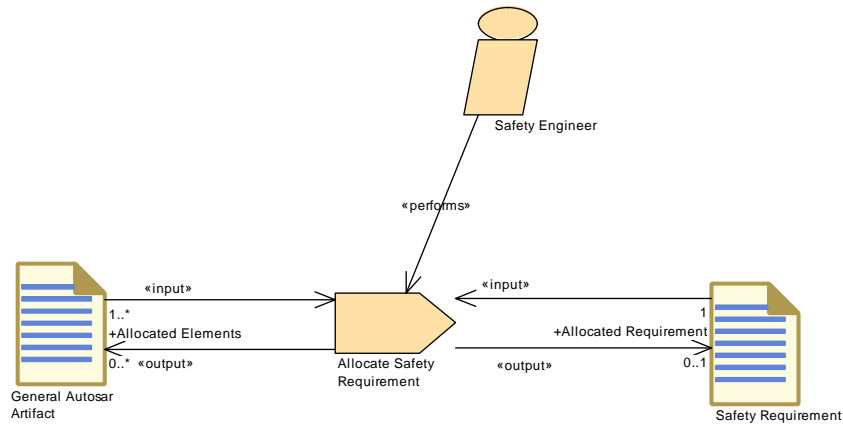 Safety Engineer
«performs»
«input»
«input»
1..*
1
+Allocated Elements
+Allocated Requirement
0..*
«output»
Allocate Safety
Requirement
«output»
0..1
General Autosar
Artifact
Safety Requirement